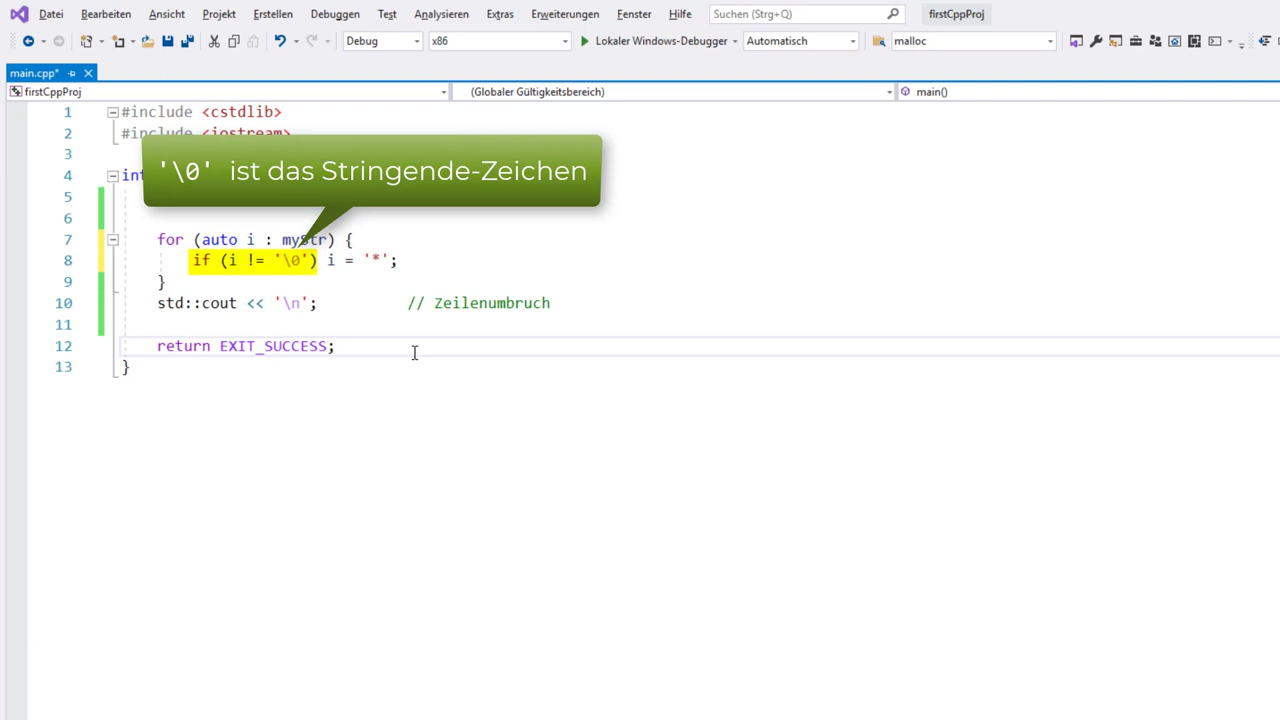 Datei Bearbeiten Ansicht Projekt Erstellen Debuggen Test Analysieren Extras Erweiterungen Fenster Hilfe Suchen (Strg+Q) firstCppProj
Debug x86 Lokaler Windows-Debugger Automatisch malloc
main.cpp*
firstCppProj (Globaler Gültigkeitsbereich) main()
1 #include <cstdlib>
2 #include <iostream>
3
'\0' ist das Stringende-Zeichen
4 int
5
6
7 for (auto i : myStr) {
8 if (i != '\0') i = '*';
9 }
10 std::cout << '\n'; // Zeilenumbruch
11
12 return EXIT_SUCCESS;
13 }